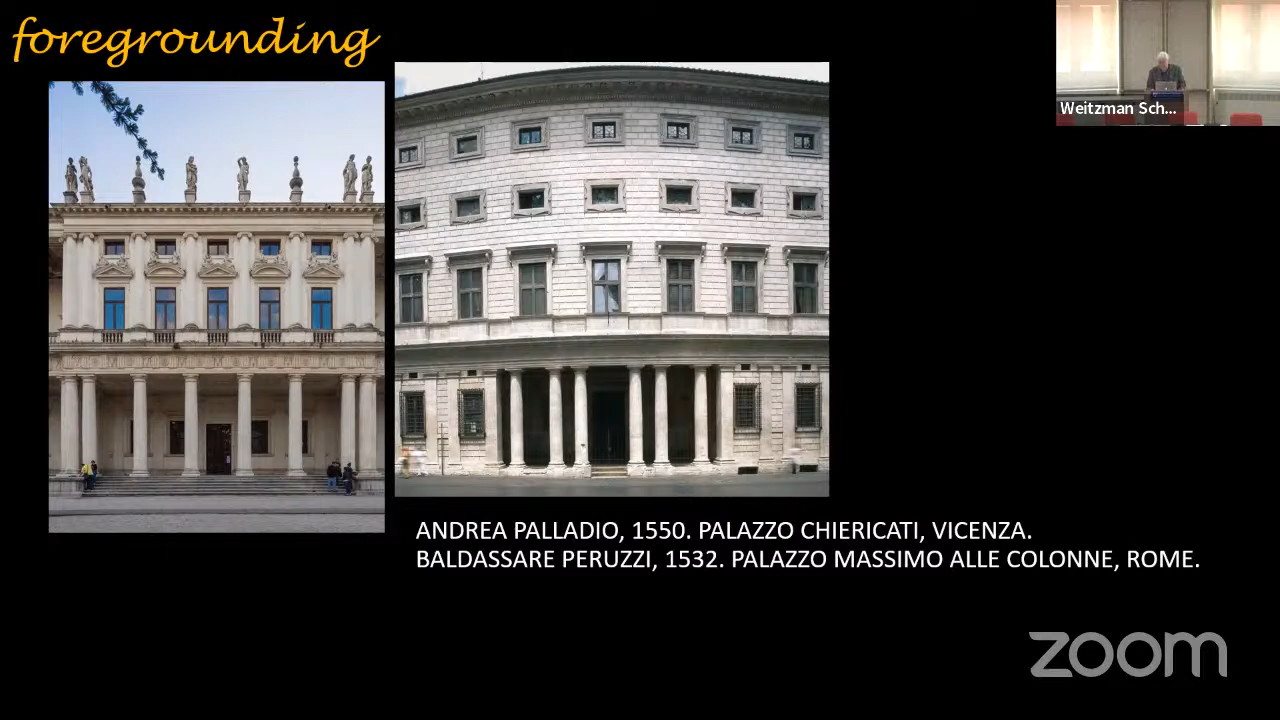 foregrounding
Weitzman Sch...
ANDREA PALLADIO, 1550. PALAZZO CHIERICATI, VICENZA.
BALDASSARE PERUZZI, 1532. PALAZZO MASSIMO ALLE COLONNE, ROME.
zoom